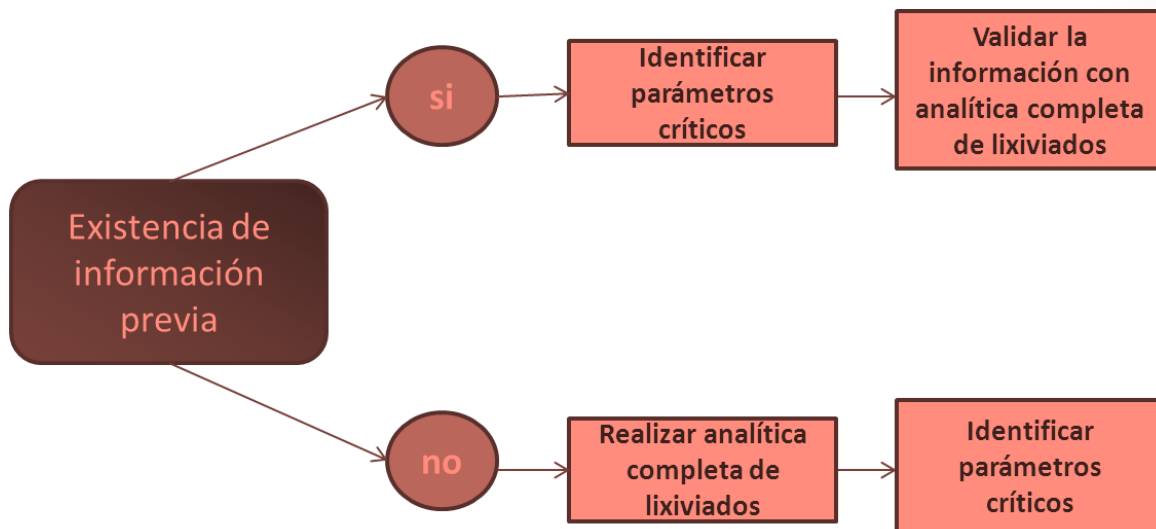 Existencia de
información
previa
si
Identificar
parámetros
críticos
Validar la
información con
analítica completa
de lixiviados
no
Realizar analítica
completa de
lixiviados
Identificar
parámetros
críticos